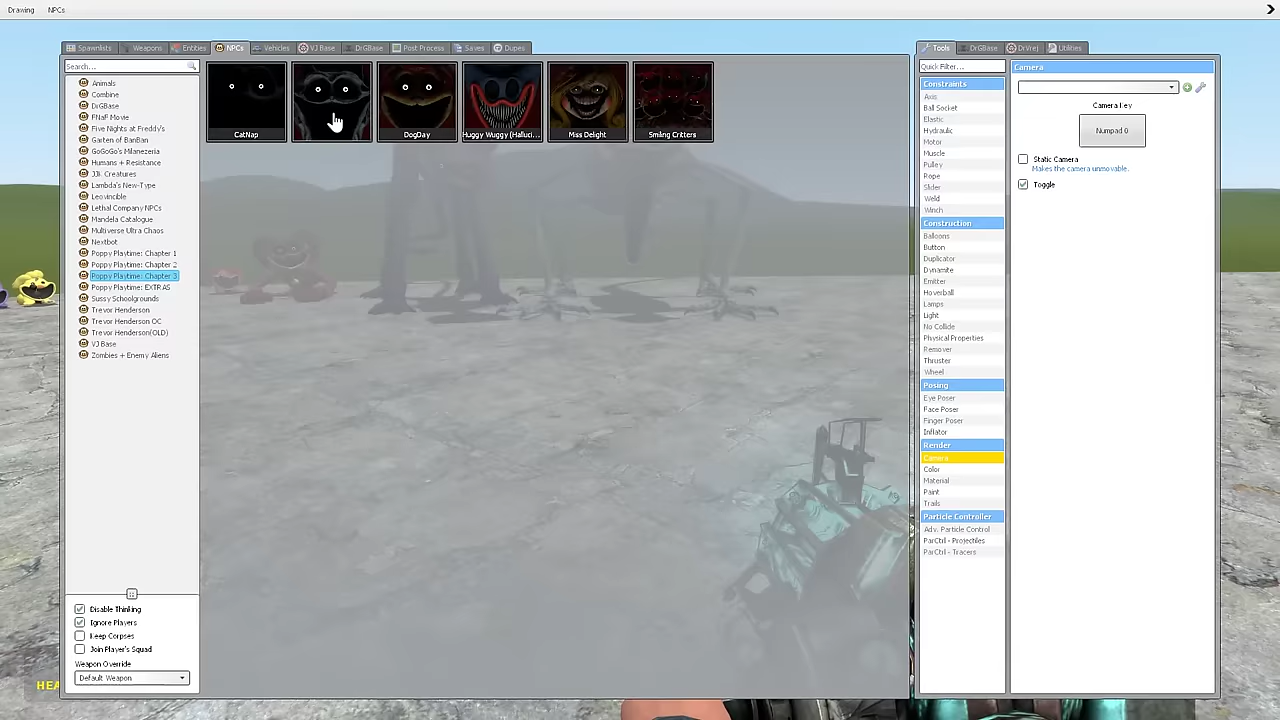 Drawing NPCs
Spawnlists Weapons Entities NPCs Vehicles VJ Base DrGBase Post Process Saves Dupes
Search...
Animals
Combine
DrGBase
FNaF Movie
Five Nights at Freddy's
Garten of BanBan
GoGoGo's Milanezeria
Humans + Resistance
JJL Creatures
Lambda's New-Type
Leovincible
Lethal Company NPCs
Mandela Catalogue
Multiverse Ultra Chaos
Nextbot
Poppy Playtime: Chapter 1
Poppy Playtime: Chapter 2
Poppy Playtime: Chapter 3
Poppy Playtime: EXTRAS
Sussy Schoolgrounds
Trevor Henderson
Trevor Henderson OC
Trevor Henderson(OLD)
VJ Base
Zombies + Enemy Aliens
Disable Thinking
Ignore Players
Keep Corpses
Join Player's Squad
Weapon Override
Default Weapon
CatNap
DogDay
Huggy Wuggy (Halluci...
Miss Delight
Smiling Critters
HEA
Tools DrGBase DrVrej Utilities
Quick Filter...
Constraints
Axis
Ball Socket
Elastic
Hydraulic
Motor
Muscle
Pulley
Rope
Slider
Weld
Winch
Construction
Balloons
Button
Duplicator
Dynamite
Emitter
Hoverball
Lamps
Light
No Collide
Physical Properties
Remover
Thruster
Wheel
Posing
Eye Poser
Face Poser
Finger Poser
Inflator
Render
Camera
Color
Material
Paint
Trails
Particle Controller
Adv. Particle Control
ParCtrl - Projectiles
ParCtrl - Tracers
Camera
Camera Key
Numpad 0
Static Camera
Makes the camera unmovable.
Toggle